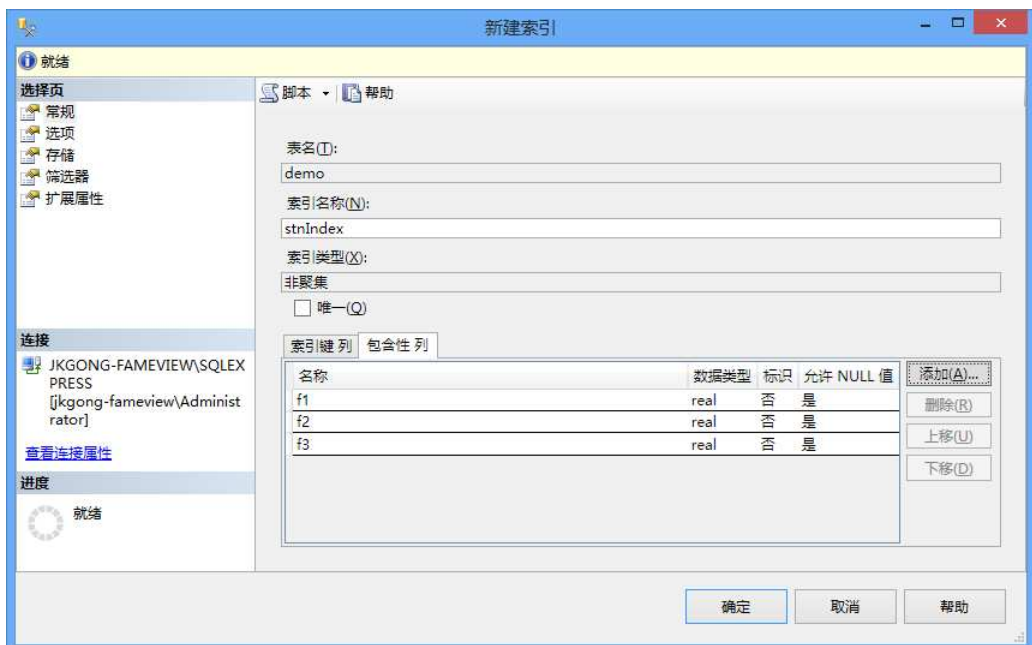 新建索引
就绪
选择页
常规
选项
存储
筛选器
扩展属性
连接
JKGONG-FAMEVIEW\SQLEX
PRESS
[jkgong-fameview\Administ
rator]
查看连接属性
进度
就绪
脚本 帮助
表名(T):
demo
索引名称(N):
stnIndex
索引类型(X):
非聚集
唯一(Q)
索引键 列 包含性 列
名称 数据类型 标识 允许 NULL 值
f1 real 否 是
f2 real 否 是
f3 real 否 是
添加(A)...
删除(R)
上移(U)
下移(D)
确定 取消 帮助